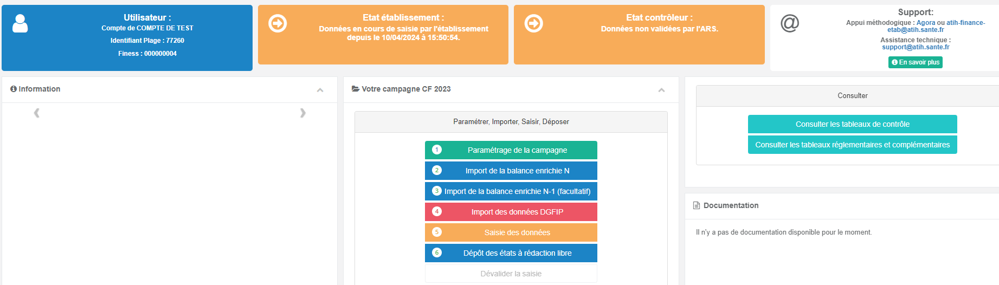 Utilisateur :
Compte de COMPTE DE TEST
Identifiant Plage : 77260
Finess : 000000004
Etat établissement :
Données en cours de saisie par l'établissement
depuis le 10/04/2024 à 15:50:54.
Etat contrôleur :
Données non validées par l'ARS.
@
Support:
Appui méthodogique : Agora ou atih-finance-
etab@atih.sante.fr
Assistance technique :
support@atih.sante.fr
En savoir plus
Information
Votre campagne CF 2023
Paramétrer, Importer, Saisir, Déposer
1 Paramétrage de la campagne
2 Import de la balance enrichie N
3 Import de la balance enrichie N-1 (facultatif)
4 Import des données DGFIP
5 Saisie des données
6 Dépôt des états à rédaction libre
Dévalider la saisie
Consulter
Consulter les tableaux de contrôle
Consulter les tableaux réglementaires et complémentaires
Documentation
Il n'y a pas de documentation disponible pour le moment.